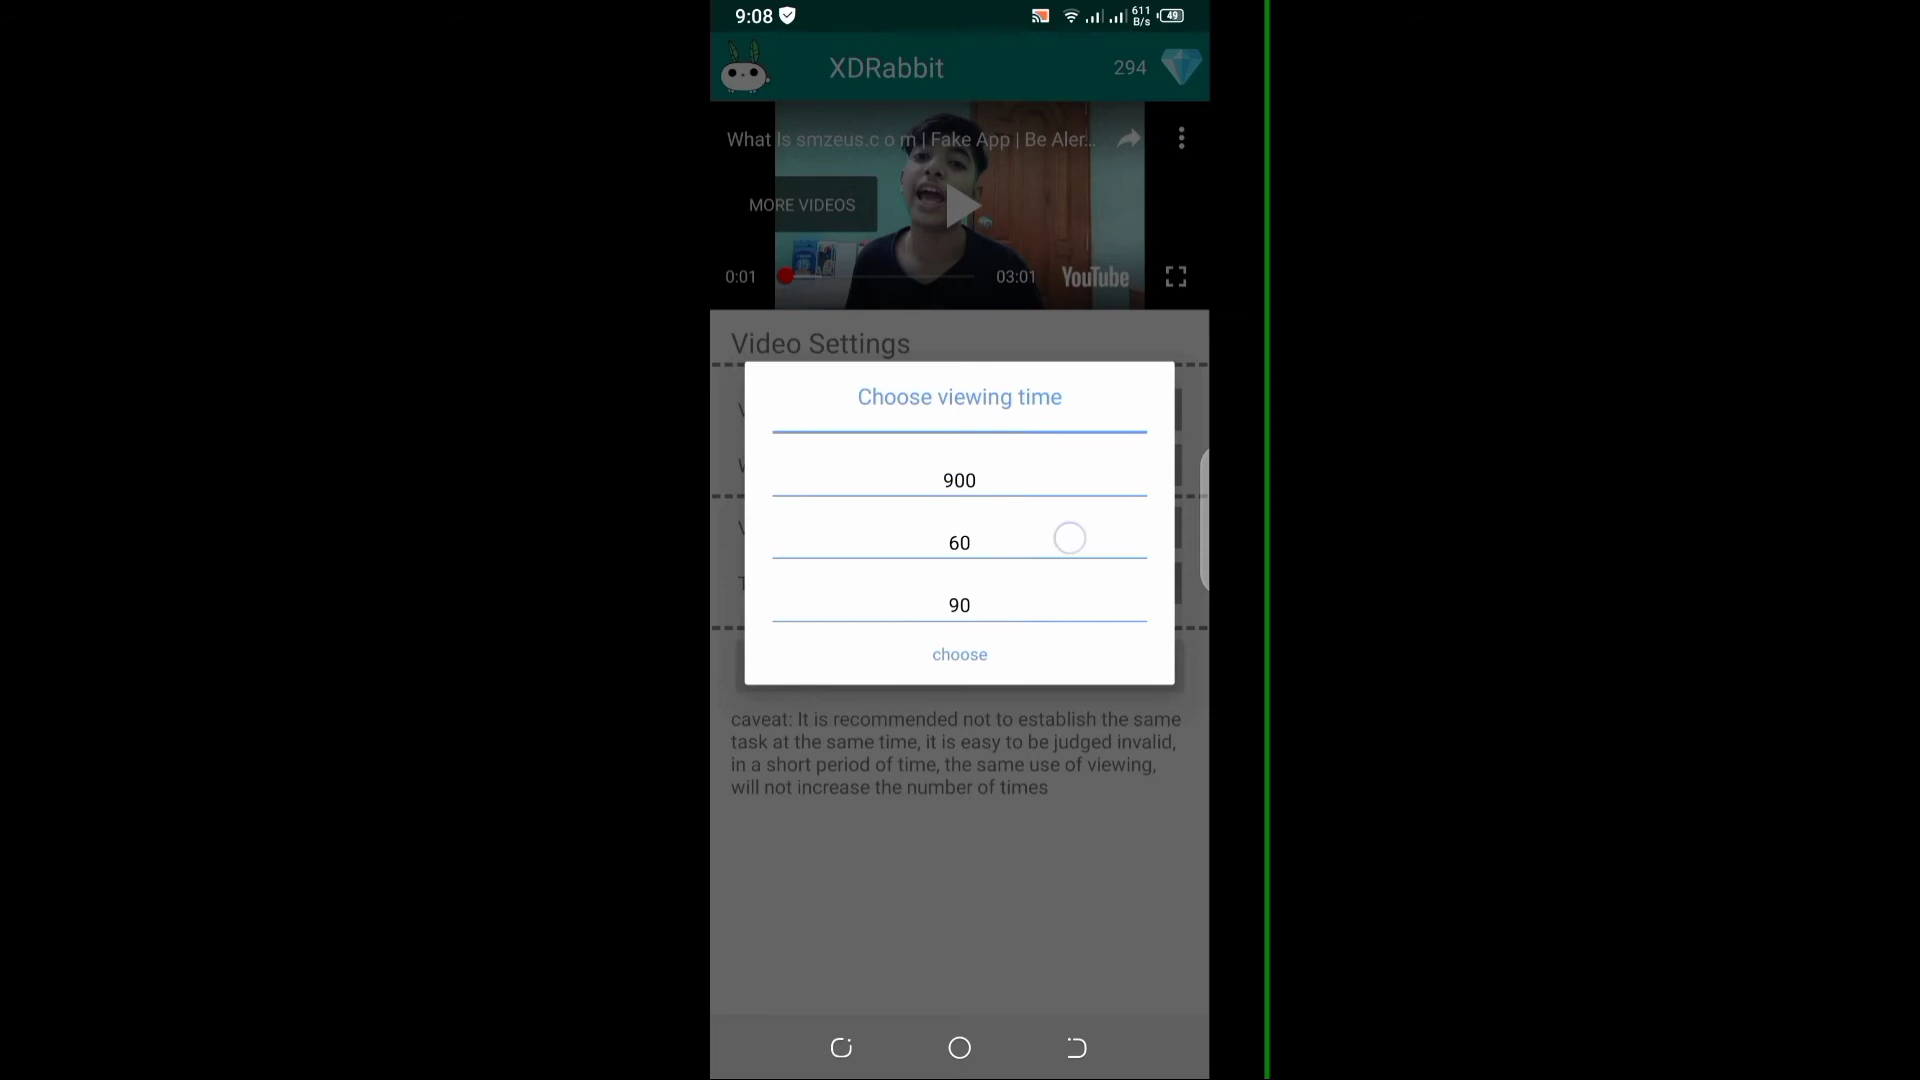 9:08
611
B/s
49
XDRabbit
294
What Is smzeus.c o m | Fake App | Be Aler...
MORE VIDEOS
0:01
03:01
YouTube
Video Settings
Choose viewing time
900
60
90
choose
caveat: It is recommended not to establish the same
task at the same time, it is easy to be judged invalid,
in a short period of time, the same use of viewing,
will not increase the number of times